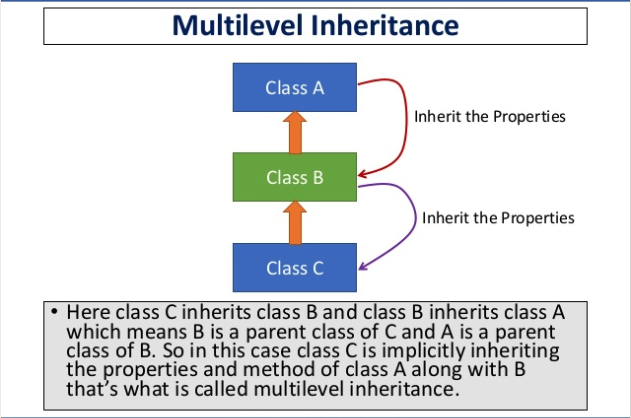 Multilevel Inheritance
Class A
Inherit the Properties
Class B
Inherit the Properties
Class C
• Here class C inherits class B and class B inherits class A
which means B is a parent class of C and A is a parent
class of B. So in this case class C is implicitly inheriting
the properties and method of class A along with B
that's what is called multilevel inheritance.